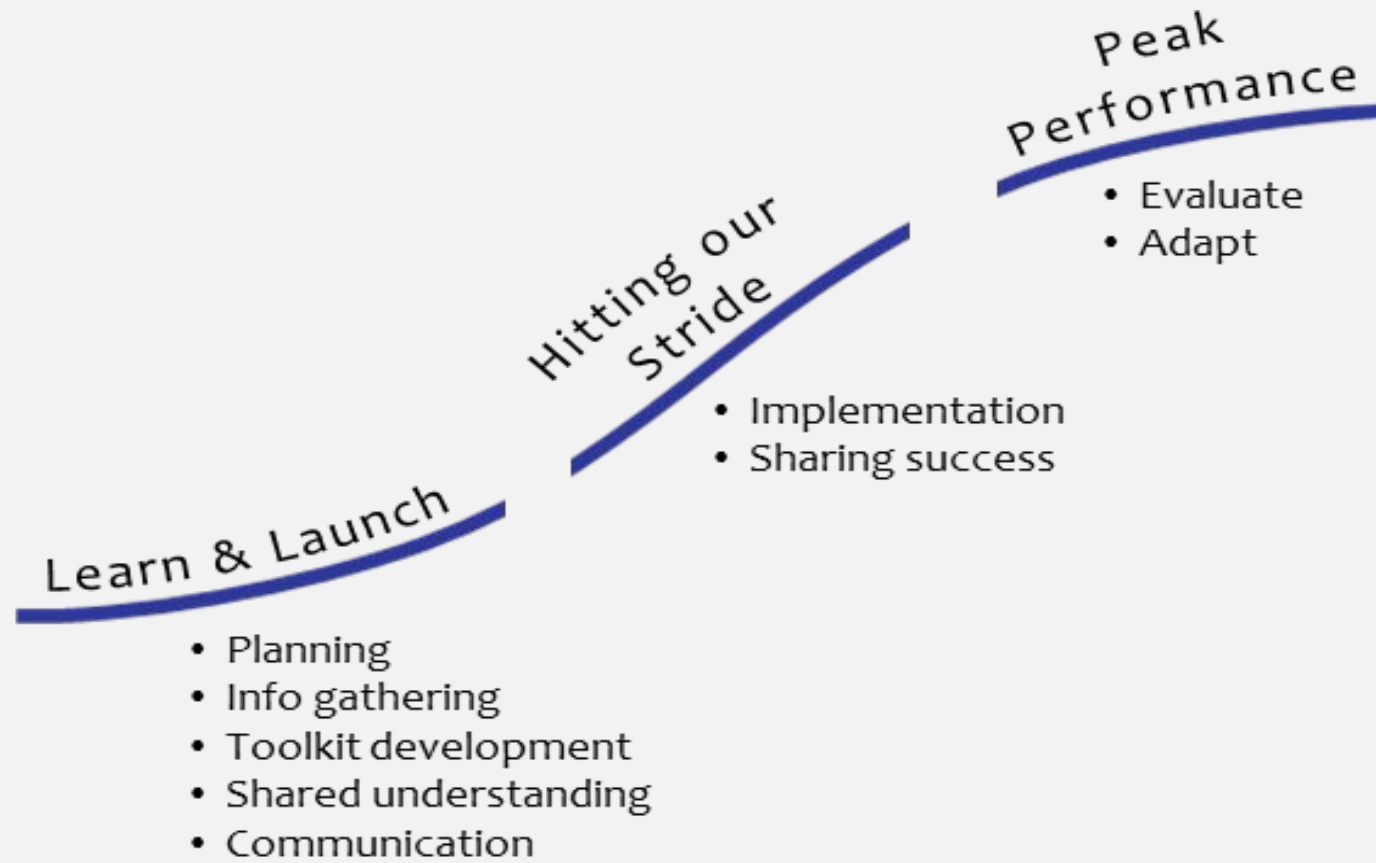 Peak
Performance
• Evaluate
• Adapt
Hitting our
Stride
• Implementation
• Sharing success
Learn & Launch
• Planning
• Info gathering
• Toolkit development
• Shared understanding
• Communication